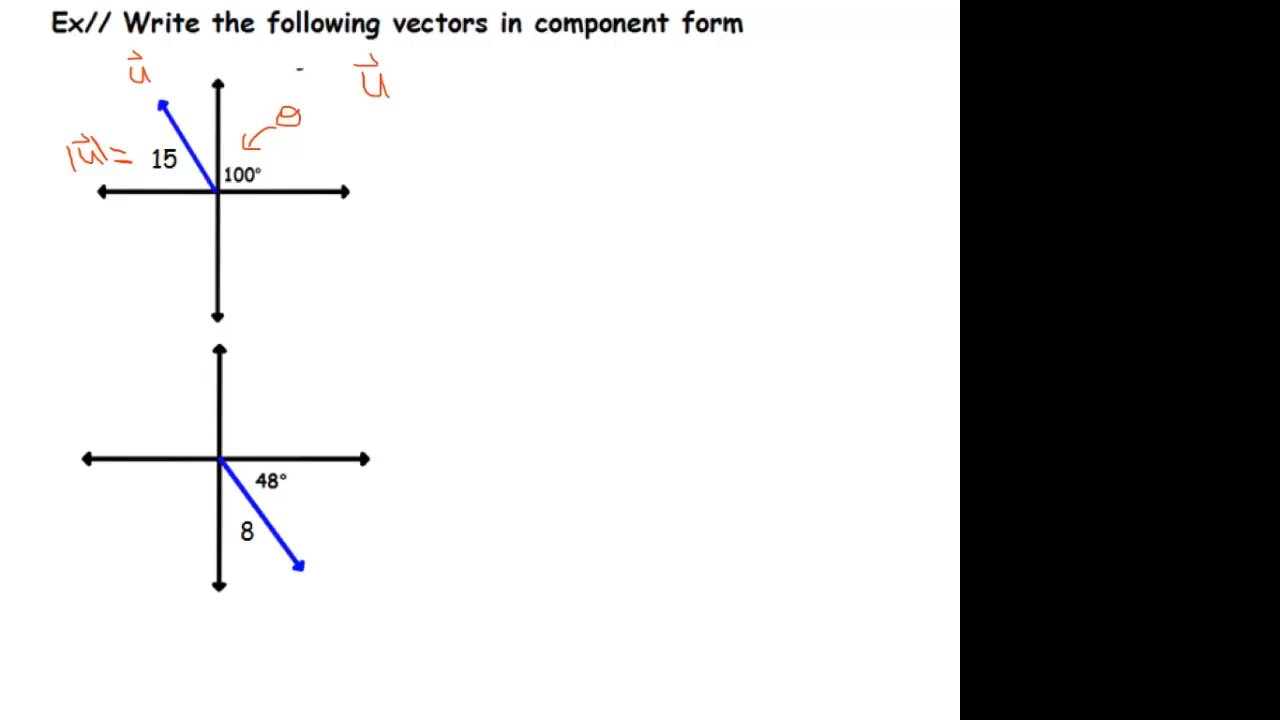 Ex// Write the following vectors in component form
u⃗
u⃗
θ
|u⃗| = 15
100°
48°
8